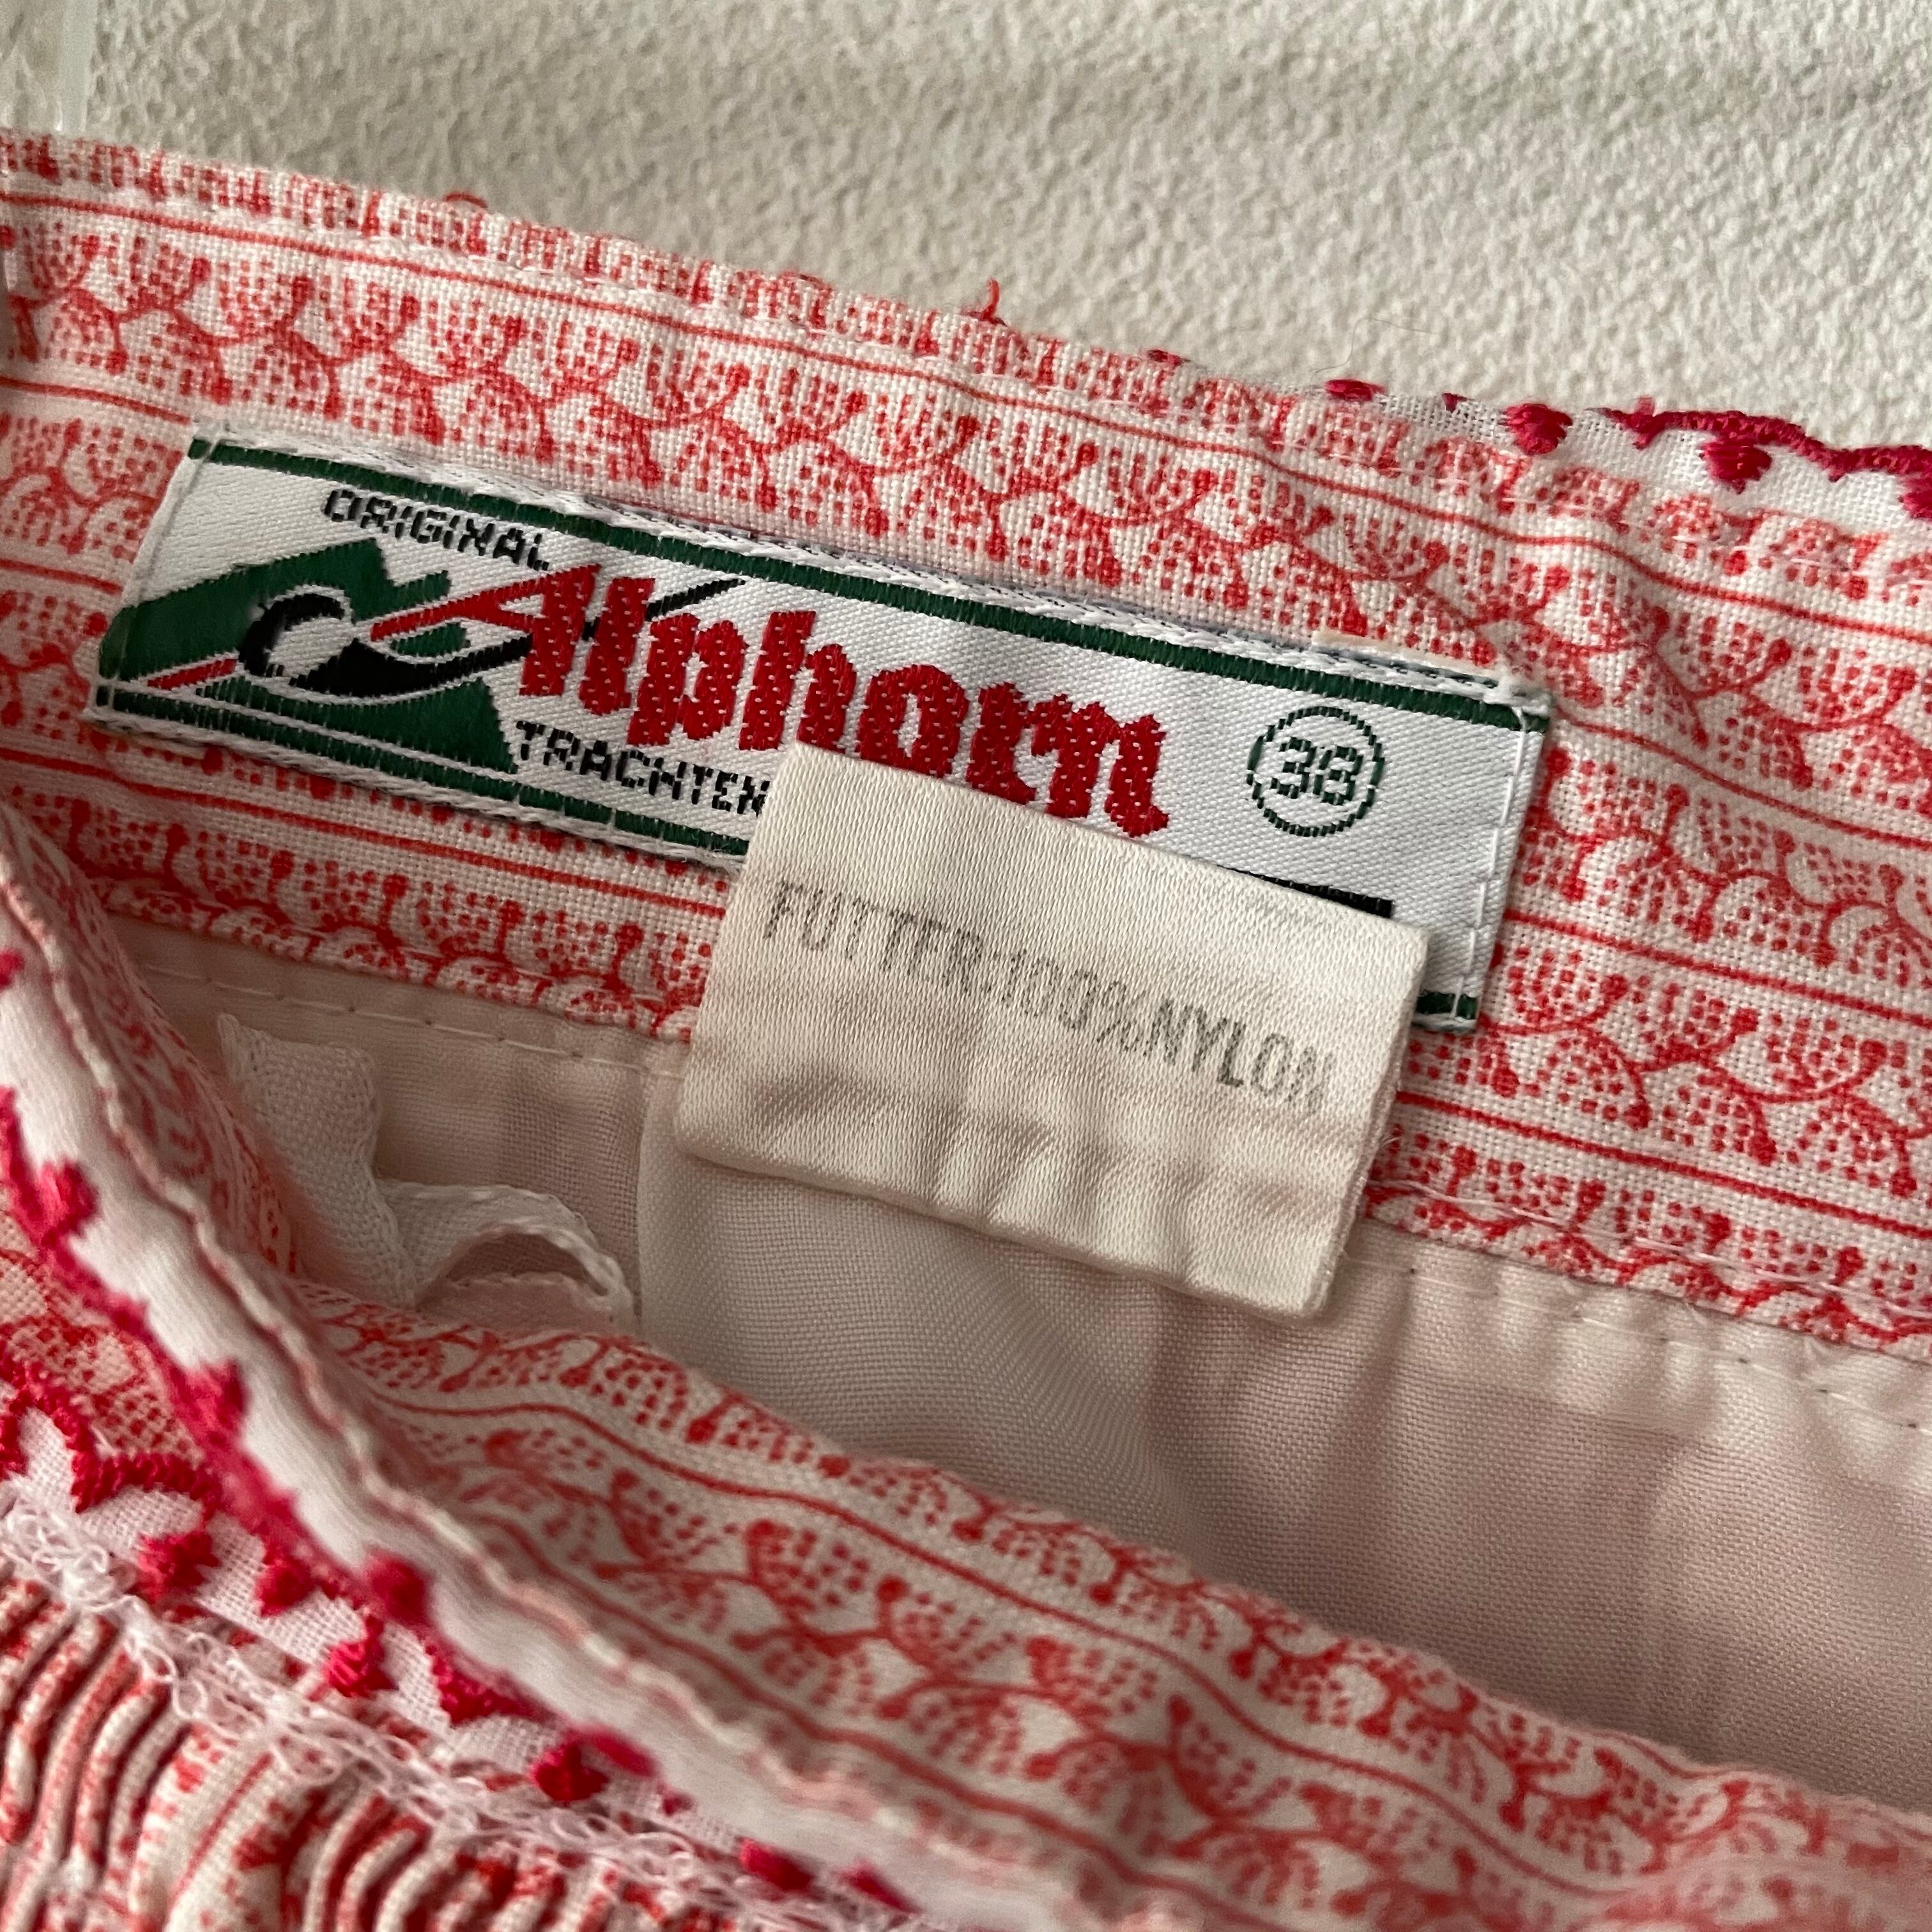 ORIGINAL
Alphorn
TRACHTEN
38
FUTTER:100%NYLON